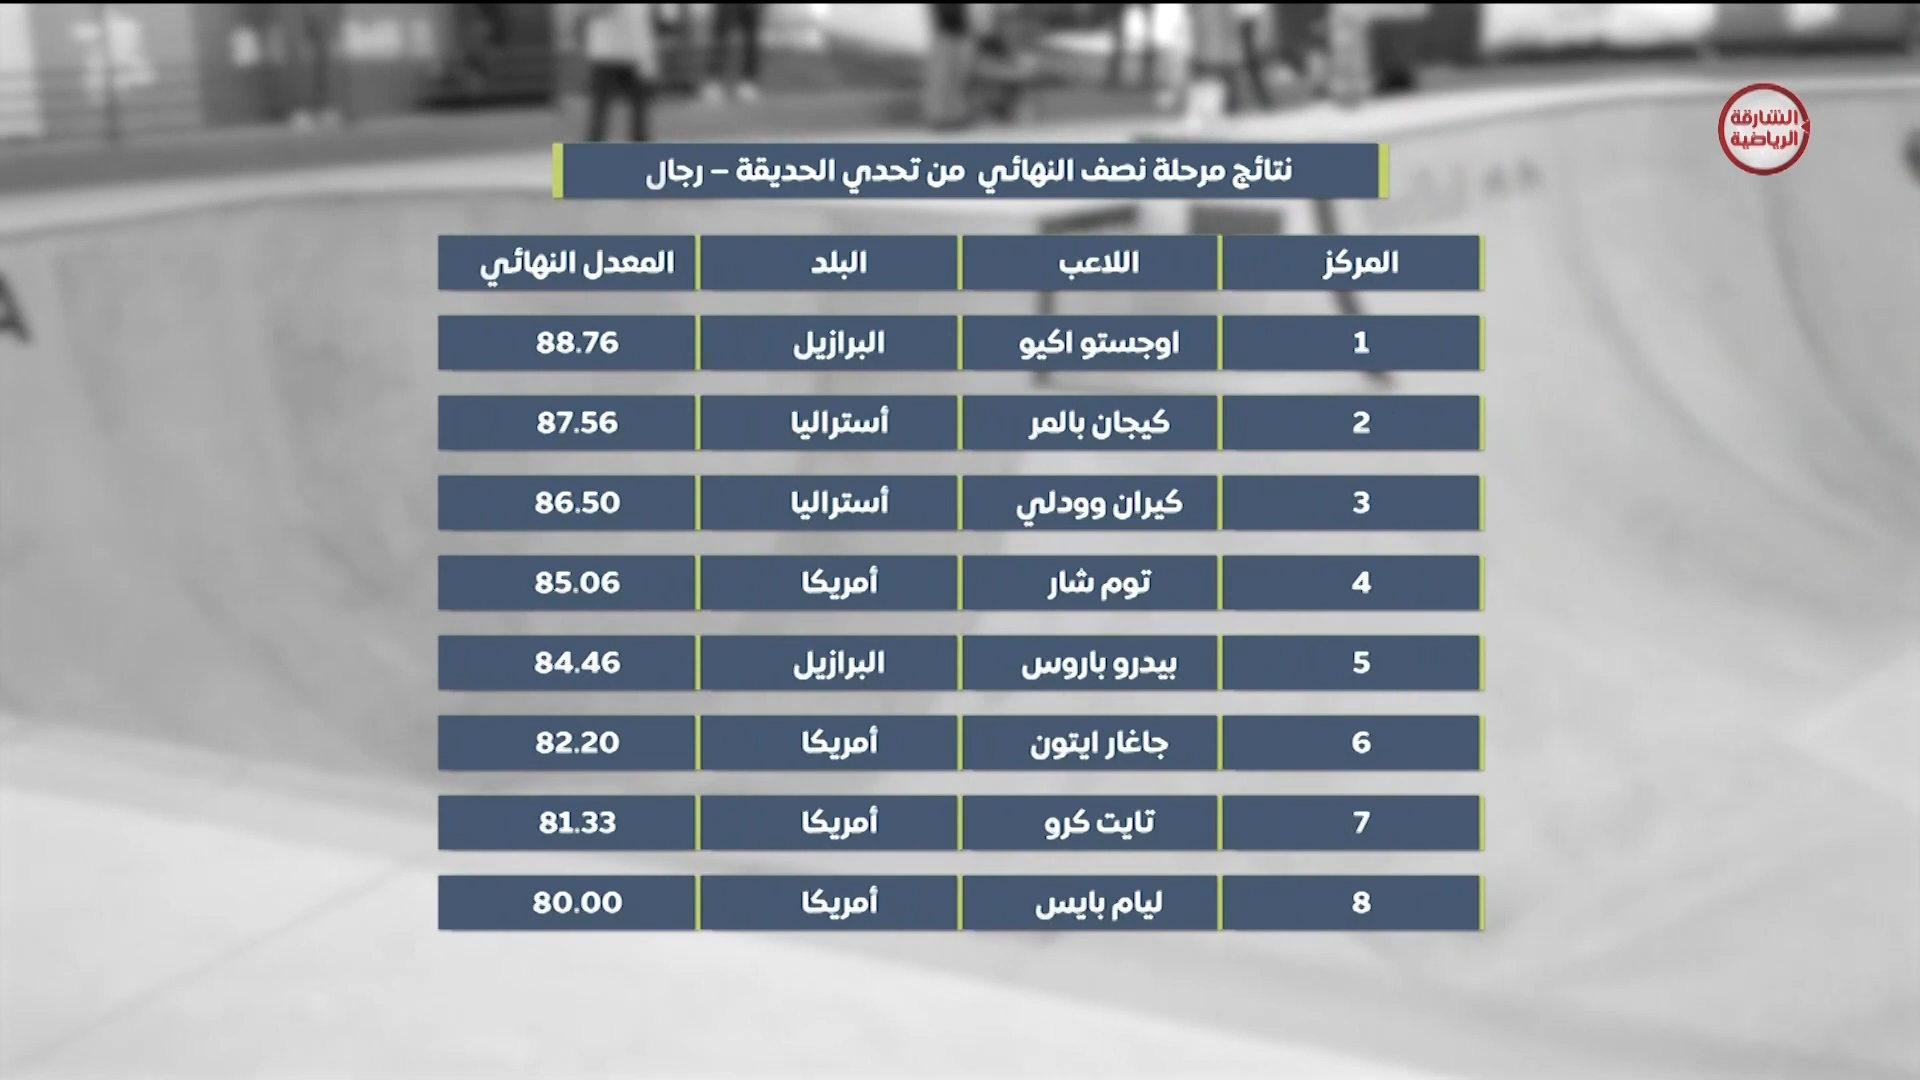 الشارقة
الرياضية
نتائج مرحلة نصف النهائي من تحدي الحديقة – رجال
المركز اللاعب البلد المعدل النهائي
1 اوجستو اكيو البرازيل 88.76
2 كيجان بالمر أستراليا 87.56
3 كيران وودلي أستراليا 86.50
4 توم شار أمريكا 85.06
5 بيدرو باروس البرازيل 84.46
6 جاغار ايتون أمريكا 82.20
7 تايت كرو أمريكا 81.33
8 ليام بايس أمريكا 80.00